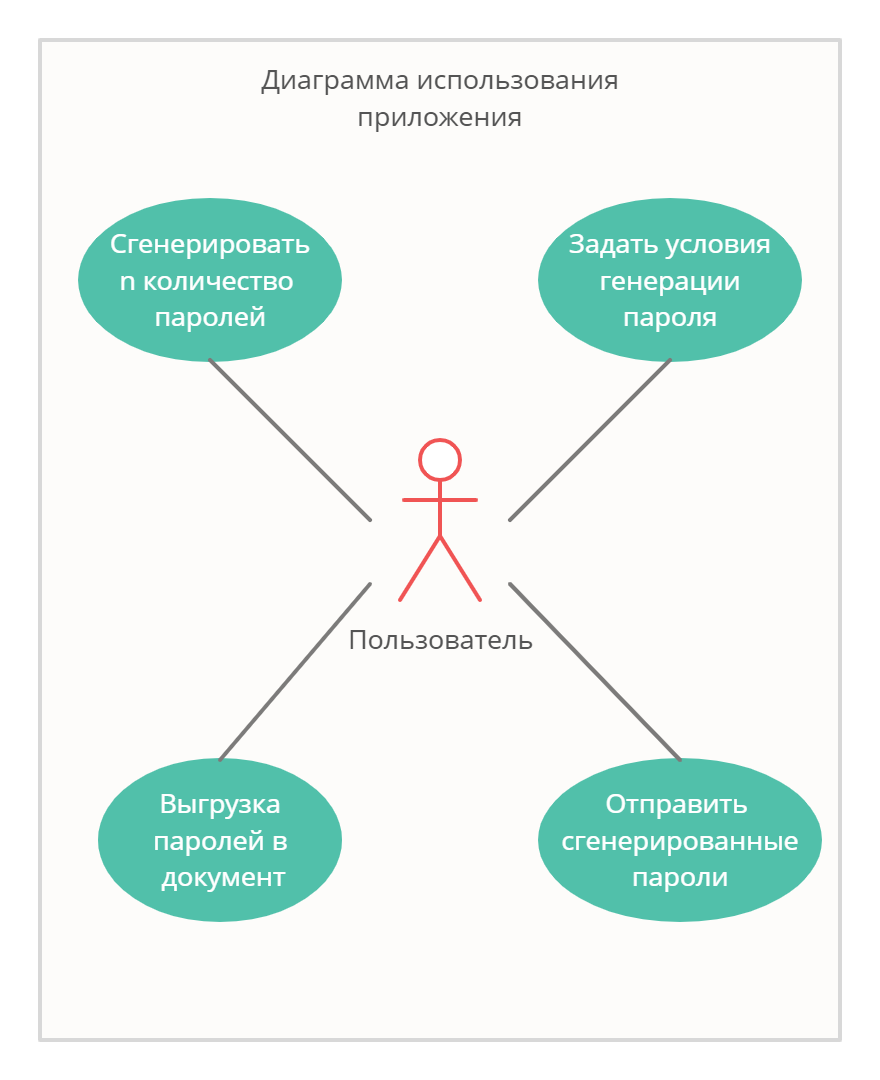 Диаграмма использования
приложения
Сгенерировать
n количество
паролей
Задать условия
генерации
пароля
Пользователь
Выгрузка
паролей в
документ
Отправить
сгенерированные
пароли